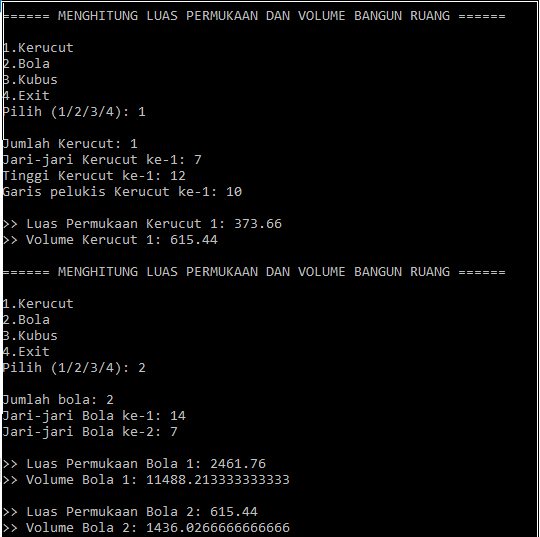 ====== MENGHITUNG LUAS PERMUKAAN DAN VOLUME BANGUN RUANG ======
1.Kerucut
2.Bola
3.Kubus
4.Exit
Pilih (1/2/3/4): 1
Jumlah Kerucut: 1
Jari-jari Kerucut ke-1: 7
Tinggi Kerucut ke-1: 12
Garis pelukis Kerucut ke-1: 10
>> Luas Permukaan Kerucut 1: 373.66
>> Volume Kerucut 1: 615.44
====== MENGHITUNG LUAS PERMUKAAN DAN VOLUME BANGUN RUANG ======
1.Kerucut
2.Bola
3.Kubus
4.Exit
Pilih (1/2/3/4): 2
Jumlah bola: 2
Jari-jari Bola ke-1: 14
Jari-jari Bola ke-2: 7
>> Luas Permukaan Bola 1: 2461.76
>> Volume Bola 1: 11488.213333333333
>> Luas Permukaan Bola 2: 615.44
>> Volume Bola 2: 1436.0266666666666